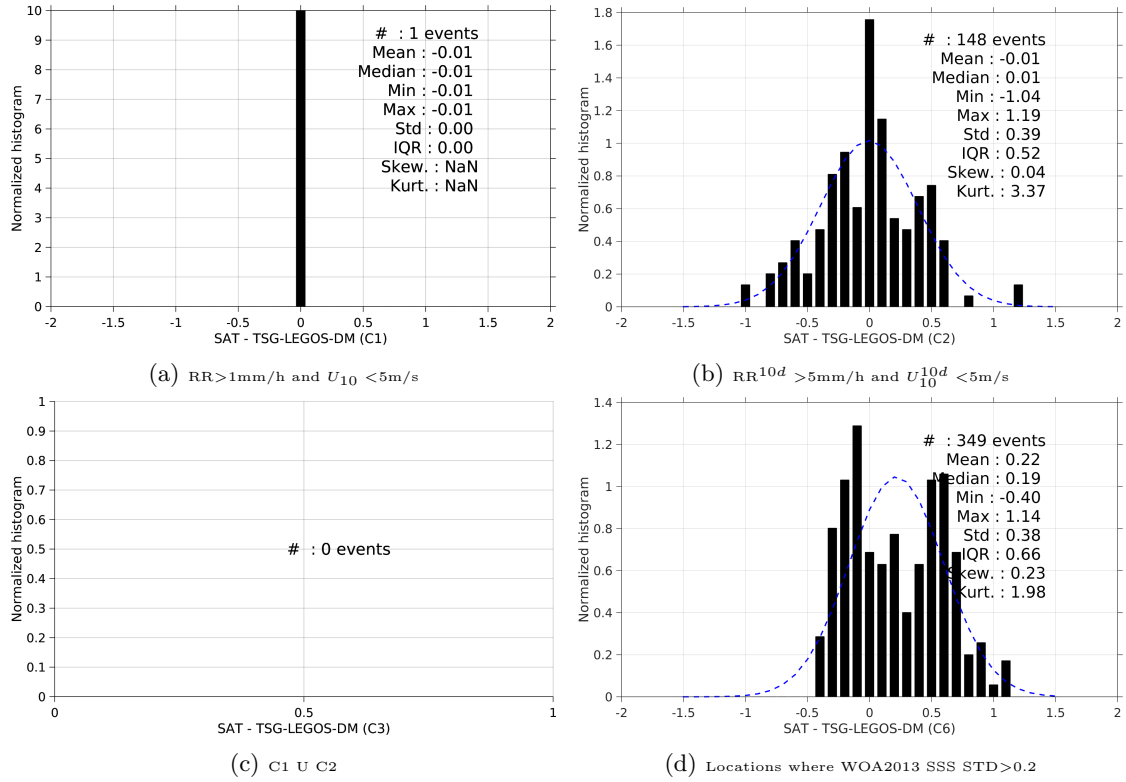 10
9
8
7
6
5
4
3
2
1
0
-2
-1.5
-1
-0.5
0
0.5
1
1.5
2
Normalized histogram
SAT - TSG-LEGOS-DM (C1)
# : 1 events
Mean : -0.01
Median : -0.01
Min : -0.01
Max : -0.01
Std : 0.00
IQR : 0.00
Skew. : NaN
Kurt. : NaN
(a) RR>1mm/h and U10 <5m/s
1.8
1.6
1.4
1.2
1
0.8
0.6
0.4
0.2
0
-2
-1.5
-1
-0.5
0
0.5
1
1.5
2
Normalized histogram
SAT - TSG-LEGOS-DM (C2)
# : 148 events
Mean : -0.01
Median : 0.01
Min : -1.04
Max : 1.19
Std : 0.39
IQR : 0.52
Skew. : 0.04
Kurt. : 3.37
(b) RR10d >5mm/h and U10d10 <5m/s
1
0.9
0.8
0.7
0.6
0.5
0.4
0.3
0.2
0.1
0
0
0.5
1
Normalized histogram
SAT - TSG-LEGOS-DM (C3)
# : 0 events
(c) C1 U C2
1.4
1.2
1
0.8
0.6
0.4
0.2
0
-2
-1.5
-1
-0.5
0
0.5
1
1.5
2
Normalized histogram
SAT - TSG-LEGOS-DM (C6)
# : 349 events
Mean : 0.22
Median : 0.19
Min : -0.40
Max : 1.14
Std : 0.38
IQR : 0.66
Skew. : 0.23
Kurt. : 1.98
(d) Locations where WOA2013 SSS STD>0.2